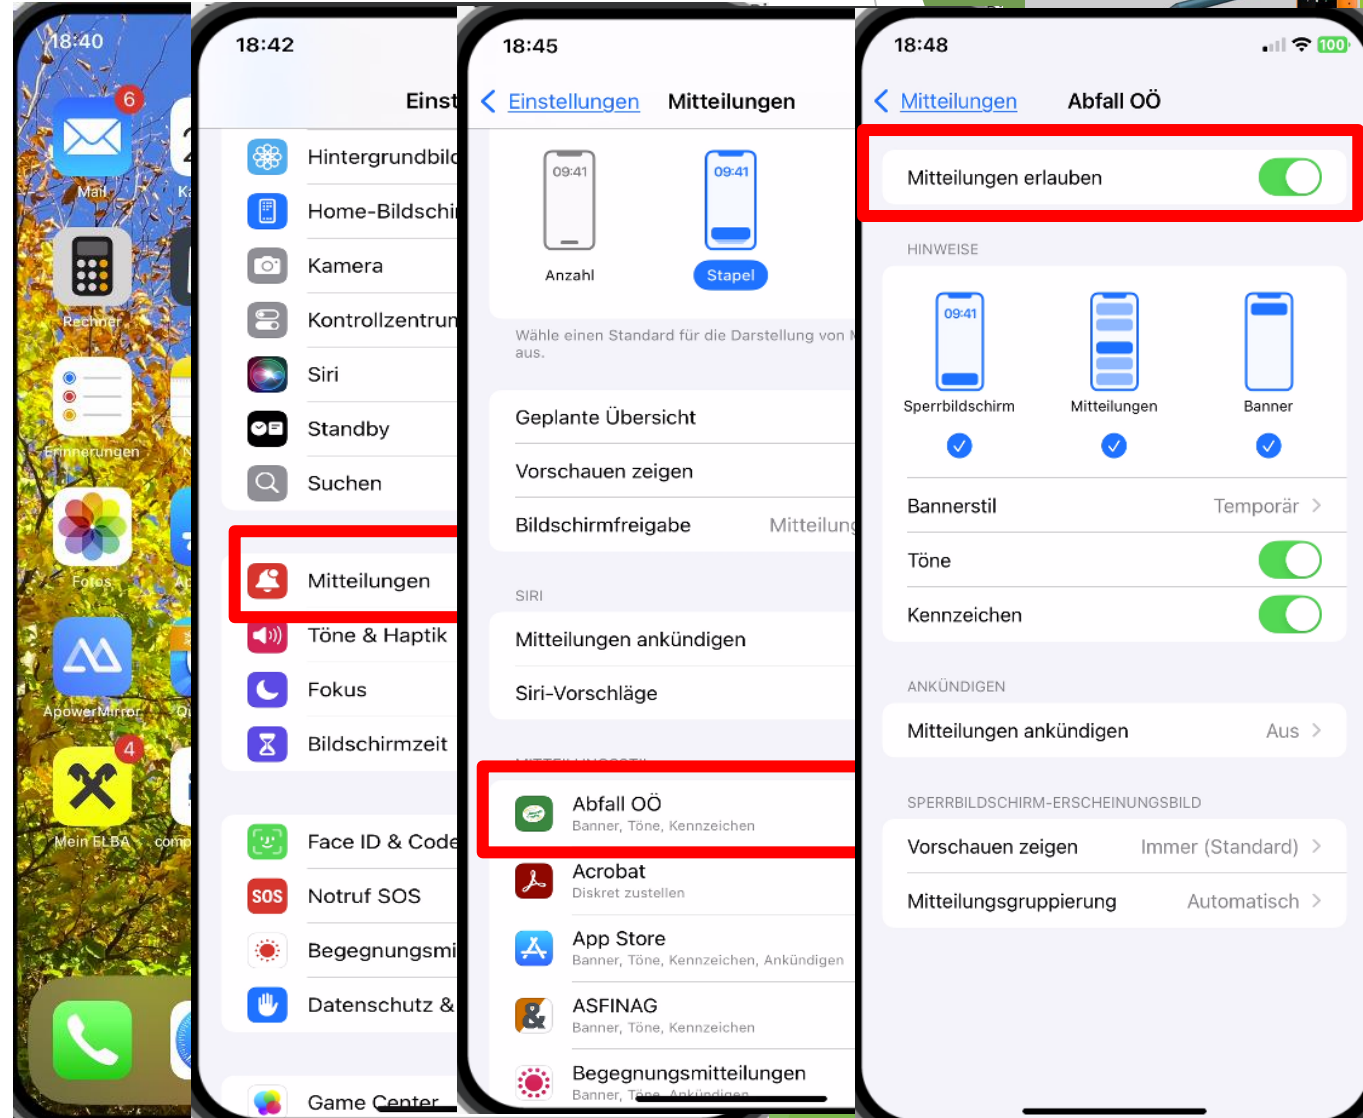 18:40
6
Mail
Rechner
Erinnerungen
Fotos
ApowerMirror
4
Mein ELBA
comp
18:42
Einst
Hintergrundbild
Home-Bildschi
Kamera
Kontrollzentrum
Siri
Standby
Suchen
Mitteilungen
Töne & Haptik
Fokus
Bildschirmzeit
Face ID & Code
SOS Notruf SOS
Begegnungsmi
Datenschutz &
Game Center
18:45
Einstellungen Mitteilungen
09:41 09:41
Anzahl Stapel
Wähle einen Standard für die Darstellung von M
aus.
Geplante Übersicht
Vorschauen zeigen
Bildschirmfreigabe Mitteilung
SIRI
Mitteilungen ankündigen
Siri-Vorschläge
MITTEILUNGSSTIL
Abfall OÖ
Banner, Töne, Kennzeichen
Acrobat
Diskret zustellen
App Store
Banner, Töne, Kennzeichen, Ankündigen
ASFINAG
Banner, Töne, Kennzeichen
Begegnungsmitteilungen
Banner, Töne, Ankündigen
18:48
100
Mitteilungen Abfall OÖ
Mitteilungen erlauben
HINWEISE
09:41
Sperrbildschirm Mitteilungen Banner
Bannerstil Temporär
Töne
Kennzeichen
ANKÜNDIGEN
Mitteilungen ankündigen Aus
SPERRBILDSCHIRM-ERSCHEINUNGSBILD
Vorschauen zeigen Immer (Standard)
Mitteilungsgruppierung Automatisch